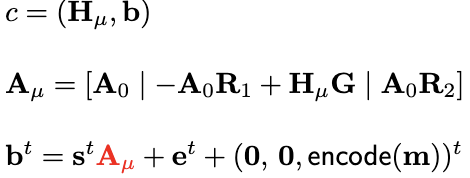 c = (H_μ, b)
A_μ = [A_0 | −A_0R_1 + H_μG | A_0R_2]
b^t = s^tA_μ + e^t + (0, 0, encode(m))^t